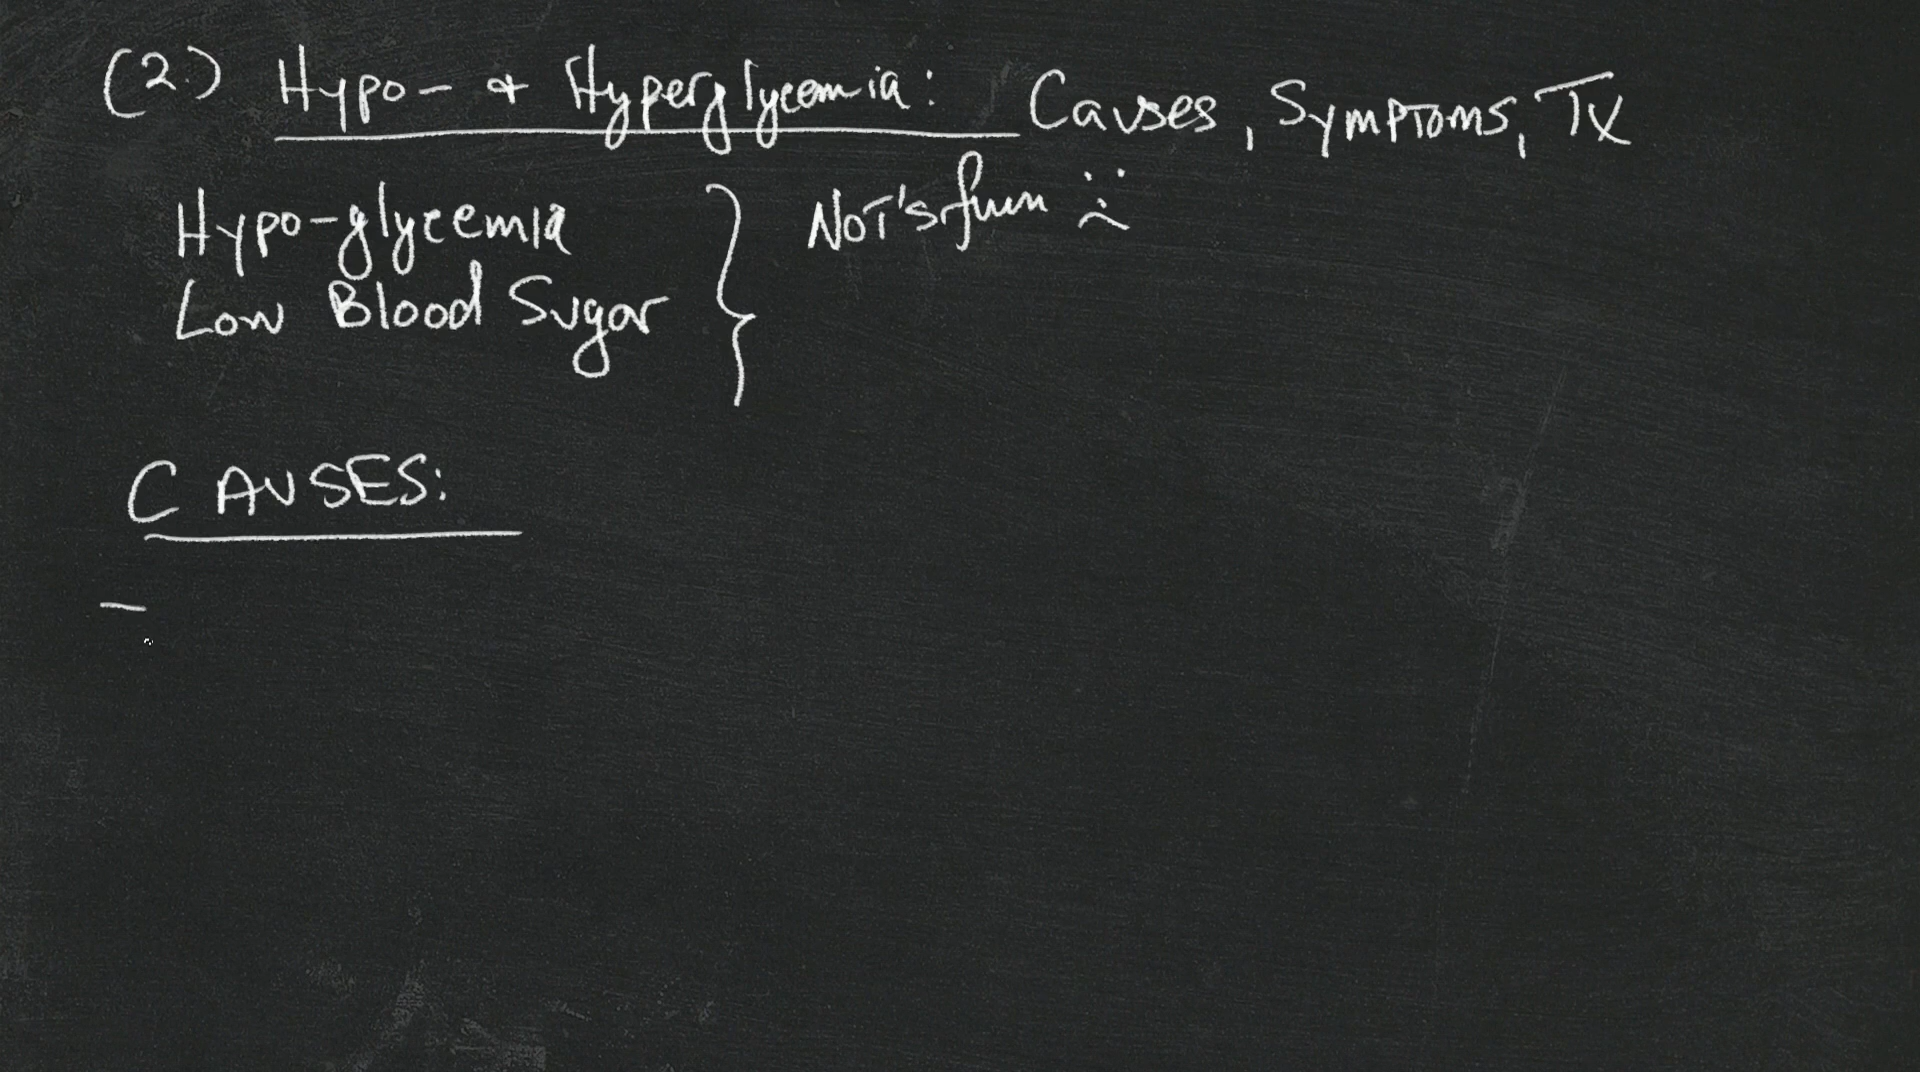 (2.) Hypo- & Hyperglycemia: Causes, Symptoms, Tx
Hypo-glycemia
Low Blood Sugar
NoT's fun
CAUSES:
-